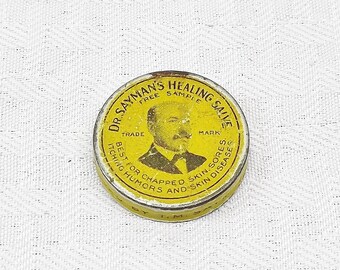 DR. SAYMAN'S HEALING SALVE
FREE SAMPLE
TRADE MARK
BEST FOR CHAPPED SKIN SORES
ITCHING HUMORS AND SKIN DISEASES